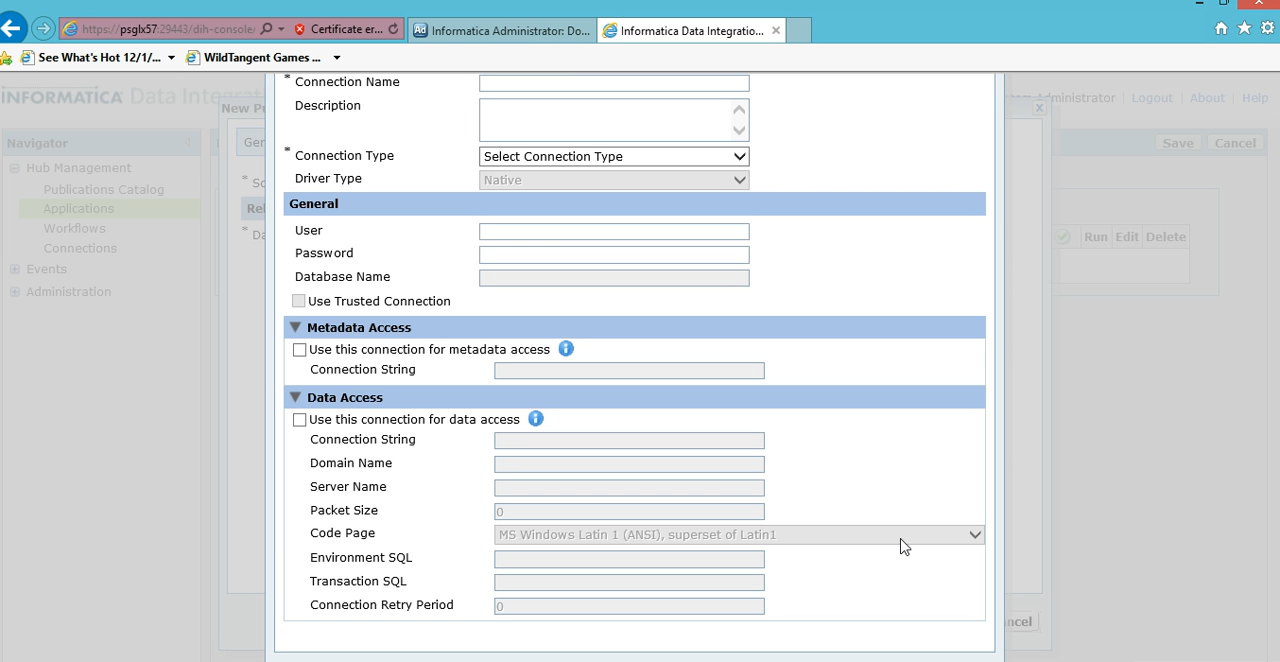 https://psglx57:29443/dih-console/ Certificate er... Informatica Administrator: Do... Informatica Data Integratio...
See What's Hot 12/1/... WildTangent Games ...
INFORMATICA Data Integ Administrator Logout About Help
New P
Navigator Save Cancel
Hub Management
Publications Catalog
Applications
Workflows
Connections
Events
Administration
Run Edit Delete
* Connection Name
Description
* Connection Type Select Connection Type
Driver Type Native
General
User
Password
Database Name
Use Trusted Connection
Metadata Access
Use this connection for metadata access
Connection String
Data Access
Use this connection for data access
Connection String
Domain Name
Server Name
Packet Size 0
Code Page MS Windows Latin 1 (ANSI), superset of Latin1
Environment SQL
Transaction SQL
Connection Retry Period 0